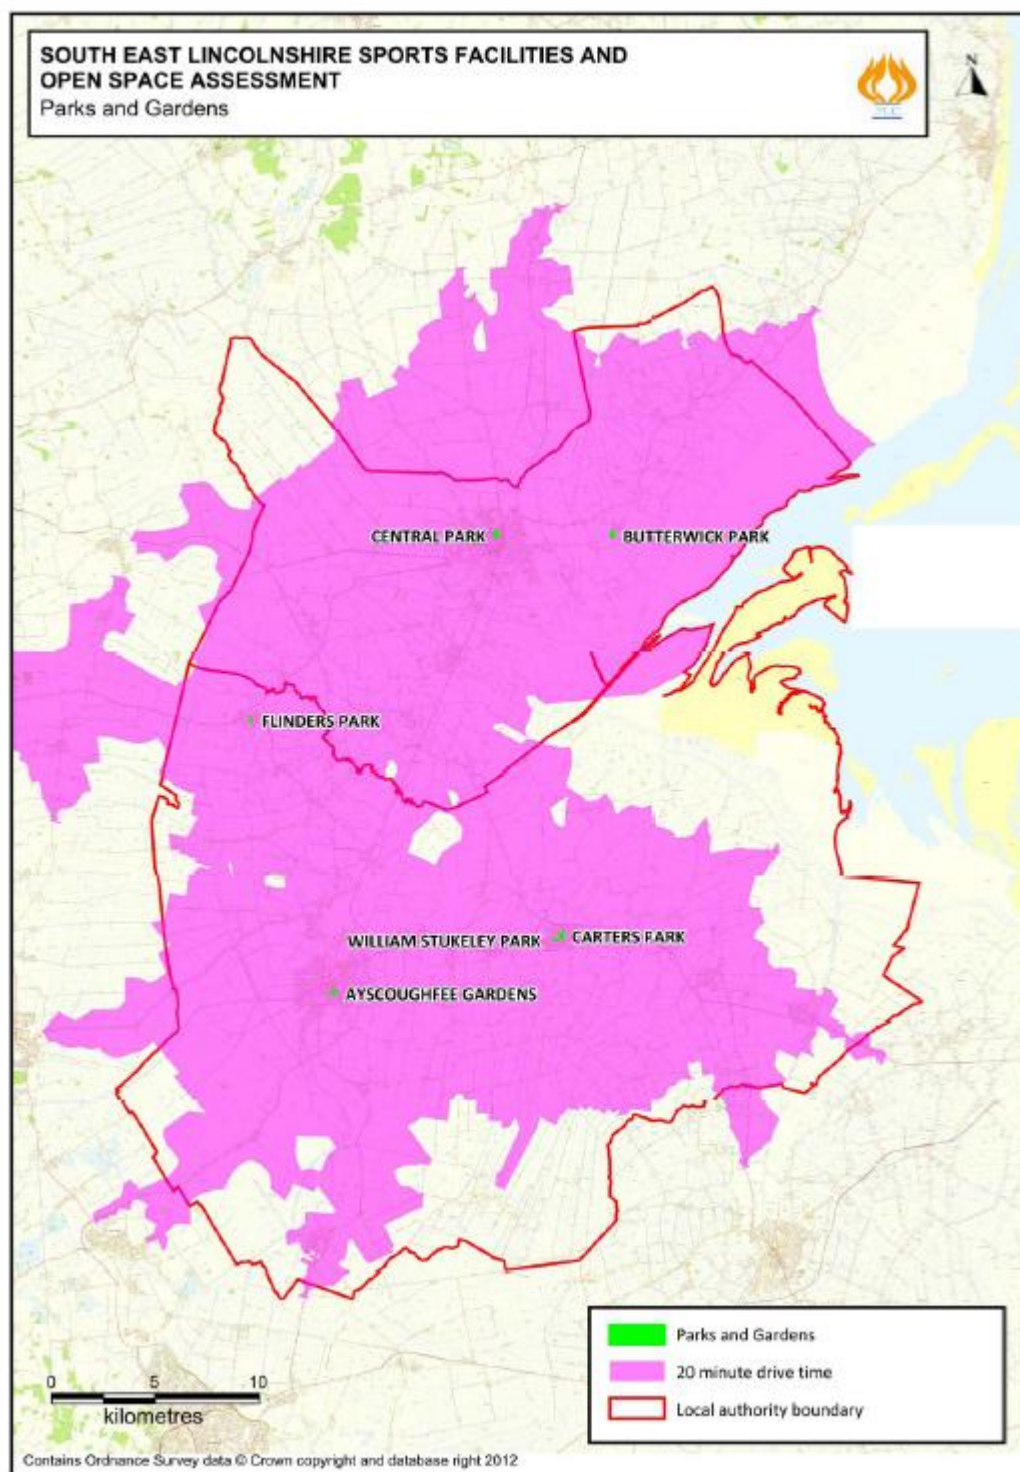 SOUTH EAST LINCOLNSHIRE SPORTS FACILITIES AND
OPEN SPACE ASSESSMENT
Parks and Gardens
N
CENTRAL PARK
BUTTERWICK PARK
FLINDERS PARK
WILLIAM STUKELEY PARK
CARTERS PARK
AYSCOUGHFEE GARDENS
Parks and Gardens
20 minute drive time
Local authority boundary
0 5 10
kilometres
Contains Ordnance Survey data © Crown copyright and database right 2012